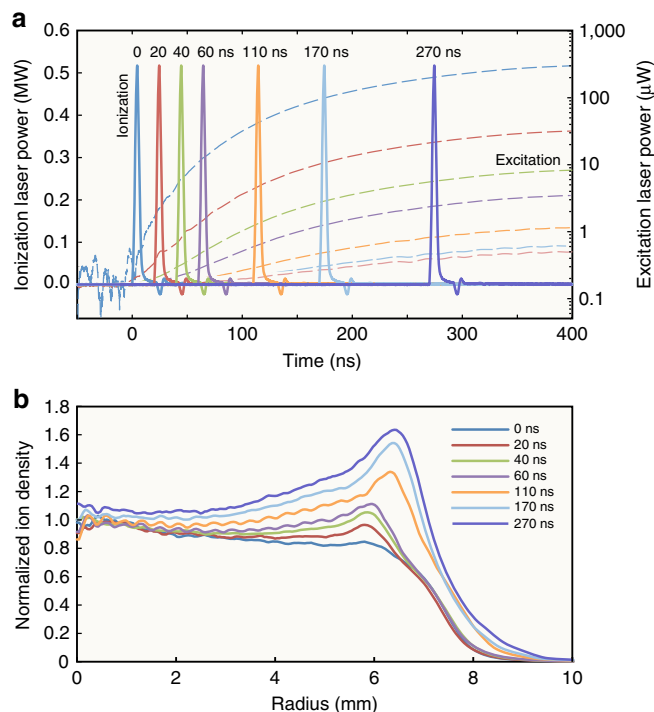 a
0 20 40 60 ns 110 ns 170 ns 270 ns
Ionization
Excitation
Ionization laser power (MW)
0.6
0.5
0.4
0.3
0.2
0.1
0.0
Excitation laser power (μW)
1,000
100
10
1
0.1
0 100 200 300 400
Time (ns)
b
Normalized ion density
1.8
1.6
1.4
1.2
1.0
0.8
0.6
0.4
0.2
0
0 ns
20 ns
40 ns
60 ns
110 ns
170 ns
270 ns
0 2 4 6 8 10
Radius (mm)